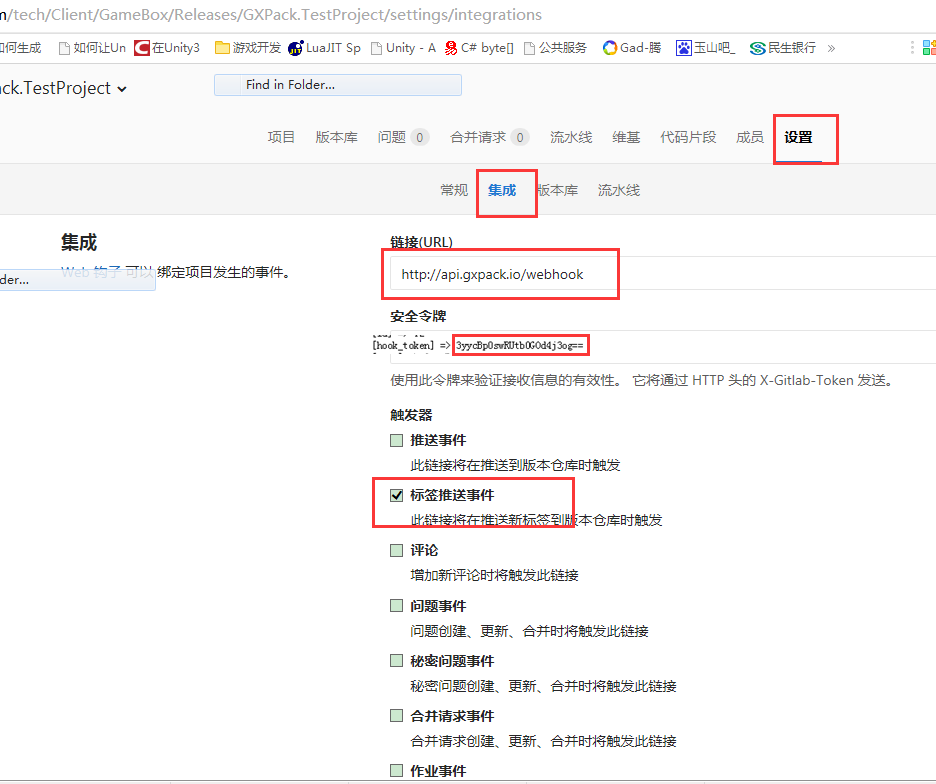 m/tech/Client/GameBox/Releases/GXPack.TestProject/settings/integrations
如何生成 如何让Un 在Unity3 游戏开发 LuaJIT Sp Unity - A C# byte[] 公共服务 Gad-腾 玉山吧_ 民生银行 »
ck.TestProject
Find in Folder...
项目 版本库 问题 0 合并请求 0 流水线 维基 代码片段 成员 设置
常规 集成 版本库 流水线
集成
Web 钩子 可以 绑定项目发生的事件。
der...
链接(URL)
http://api.gxpack.io/webhook
安全令牌
[hook_token] => 3yycBpOswRUtbOGOd4j3og==
使用此令牌来验证接收信息的有效性。 它将通过 HTTP 头的 X-Gitlab-Token 发送。
触发器
推送事件
此链接将在推送到版本仓库时触发
标签推送事件
此链接将在推送新标签到版本仓库时触发
评论
增加新评论时将触发此链接
问题事件
问题创建、更新、合并时将触发此链接
秘密问题事件
秘密问题创建、更新、合并时将触发此链接
合并请求事件
合并请求创建、更新、合并时将触发此链接
作业事件